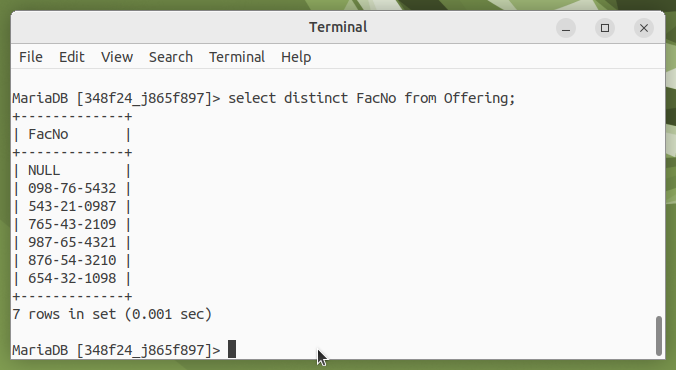 Terminal
File Edit View Search Terminal Help
MariaDB [348f24_j865f897]> select distinct FacNo from Offering;
+-------------+
| FacNo       |
+-------------+
| NULL        |
| 098-76-5432 |
| 543-21-0987 |
| 765-43-2109 |
| 987-65-4321 |
| 876-54-3210 |
| 654-32-1098 |
+-------------+
7 rows in set (0.001 sec)
MariaDB [348f24_j865f897]>